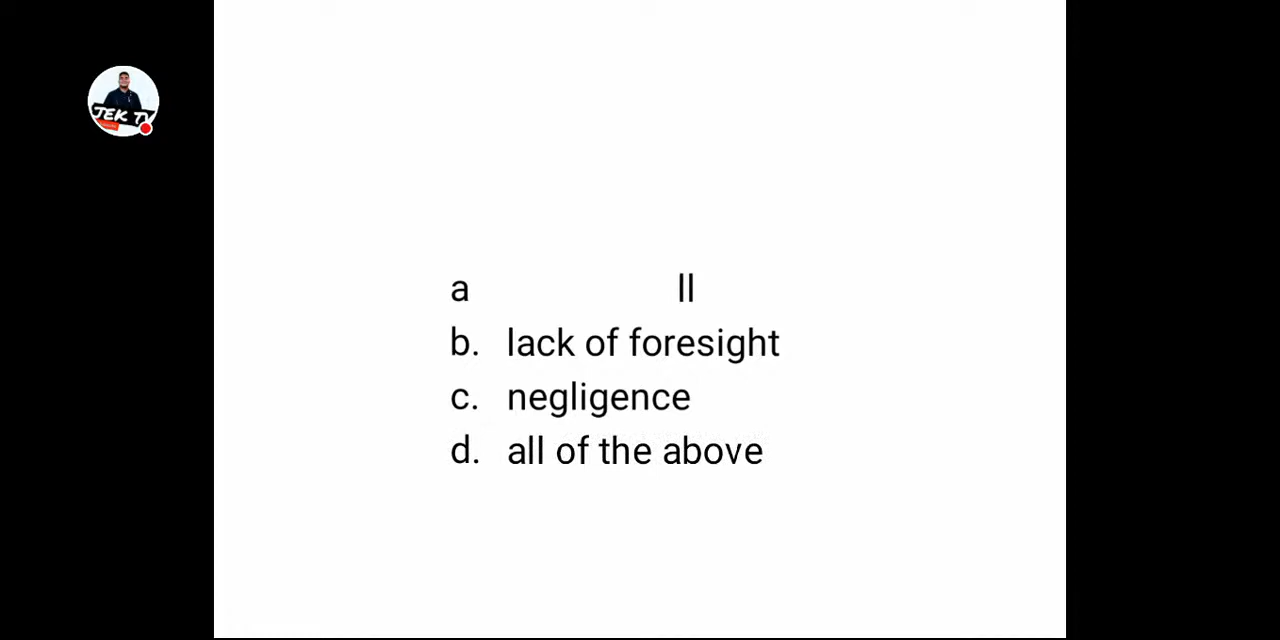 JEK TV
a ll
b. lack of foresight
c. negligence
d. all of the above